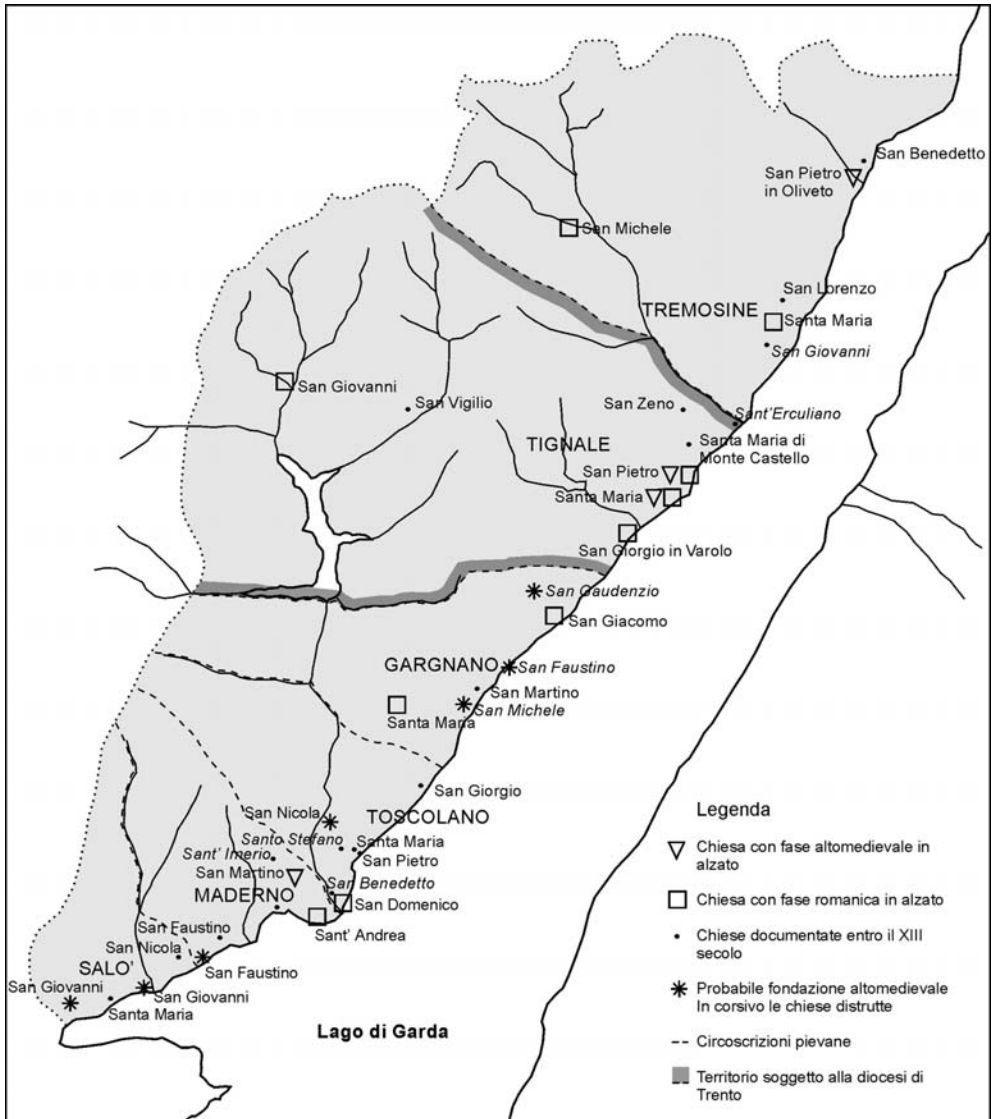 San Benedetto
San Pietro
in Oliveto
San Michele
San Lorenzo
TREMOSINE
Santa Maria
San Giovanni
San Giovanni
San Vigilio
San Zeno
Sant'Erculiano
TIGNALE
Santa Maria di
Monte Castello
San Pietro
Santa Maria
San Giorgio in Varolo
San Gaudenzio
San Giacomo
GARGNANO
San Faustino
San Martino
Santa Maria
San Michele
San Giorgio
San Nicola
TOSCOLANO
Santo Stefano
Santa Maria
Sant' Imerio
San Pietro
San Martino
San Benedetto
MADERNO
San Domenico
Sant' Andrea
San Faustino
San Nicola
San Faustino
SALO'
San Giovanni
San Giovanni
Santa Maria
Lago di Garda
Legenda
Chiesa con fase altomedievale in
alzato
Chiesa con fase romanica in alzato
Chiese documentate entro il XIII
secolo
Probabile fondazione altomedievale
In corsivo le chiese distrutte
Circoscrizioni pievane
Territorio soggetto alla diocesi di
Trento